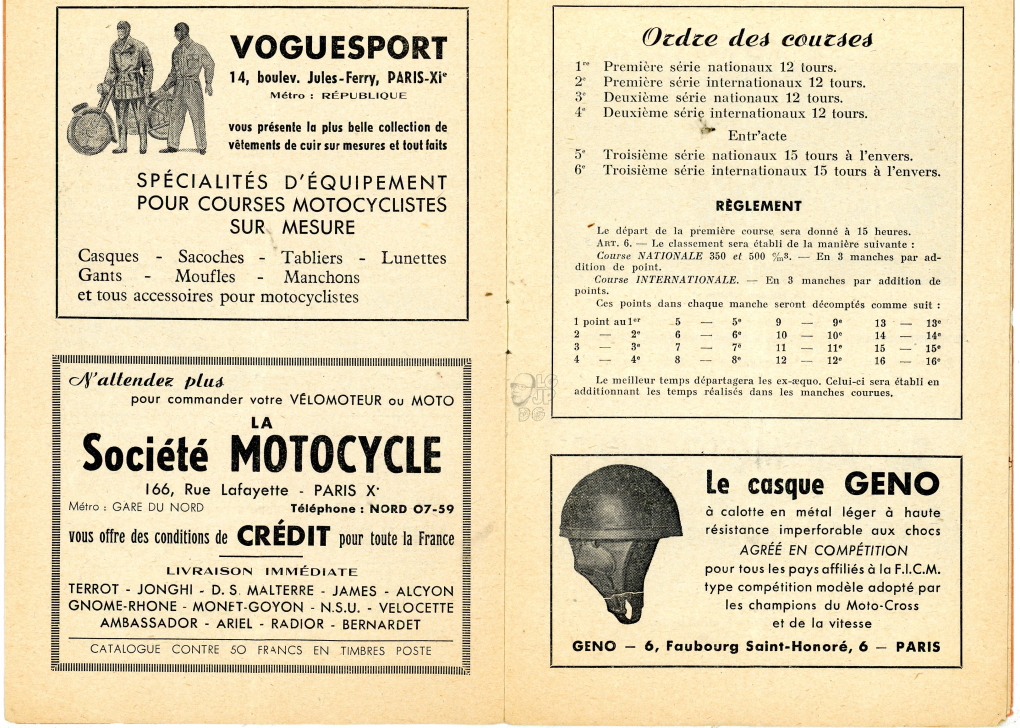 VOGUESPORT
14, boulev. Jules-Ferry, PARIS-XIᵉ
Métro : RÉPUBLIQUE
vous présente la plus belle collection de
vêtements de cuir sur mesures et tout faits
SPÉCIALITÉS D'ÉQUIPEMENT
POUR COURSES MOTOCYCLISTES
SUR MESURE
Casques - Sacoches - Tabliers - Lunettes
Gants - Moufles - Manchons
et tous accessoires pour motocyclistes
N'attendez plus
pour commander votre VÉLOMOTEUR ou MOTO
LA
Société MOTOCYCLE
166, Rue Lafayette - PARIS Xᵉ
Métro : GARE DU NORD Téléphone : NORD 07-59
vous offre des conditions de CRÉDIT pour toute la France
LIVRAISON IMMÉDIATE
TERROT - JONGHI - D. S. MALTERRE - JAMES - ALCYON
GNOME-RHONE - MONET-GOYON - N.S.U. - VELOCETTE
AMBASSADOR - ARIEL - RADIOR - BERNARDET
CATALOGUE CONTRE 50 FRANCS EN TIMBRES POSTE
Ordre des courses
1ʳᵉ Première série nationaux 12 tours.
2ᵉ Première série internationaux 12 tours.
3ᵉ Deuxième série nationaux 12 tours.
4ᵉ Deuxième série internationaux 12 tours.
Entr'acte
5ᵉ Troisième série nationaux 15 tours à l'envers.
6ᵉ Troisième série internationaux 15 tours à l'envers.
RÈGLEMENT
Le départ de la première course sera donné à 15 heures.
ART. 6. — Le classement sera établi de la manière suivante :
Course NATIONALE 350 et 500 c/m³. — En 3 manches par ad-
dition de point.
Course INTERNATIONALE. — En 3 manches par addition de
points.
Ces points dans chaque manche seront décomptés comme suit :
1 point au 1ᵉʳ 5 — 5ᵉ 9 — 9ᵉ 13 — 13ᵉ
2 — 2ᵉ 6 — 6ᵉ 10 — 10ᵉ 14 — 14ᵉ
3 — 3ᵉ 7 — 7ᵉ 11 — 11ᵉ 15 — 15ᵉ
4 — 4ᵉ 8 — 8ᵉ 12 — 12ᵉ 16 — 16ᵉ
Le meilleur temps départagera les ex-æquo. Celui-ci sera établi en
additionnant les temps réalisés dans les manches courues.
LC
JP
DG
Le casque GENO
à calotte en métal léger à haute
résistance imperforable aux chocs
AGRÉÉ EN COMPÉTITION
pour tous les pays affiliés à la F.I.C.M.
type compétition modèle adopté par
les champions du Moto-Cross
et de la vitesse
GENO — 6, Faubourg Saint-Honoré, 6 — PARIS